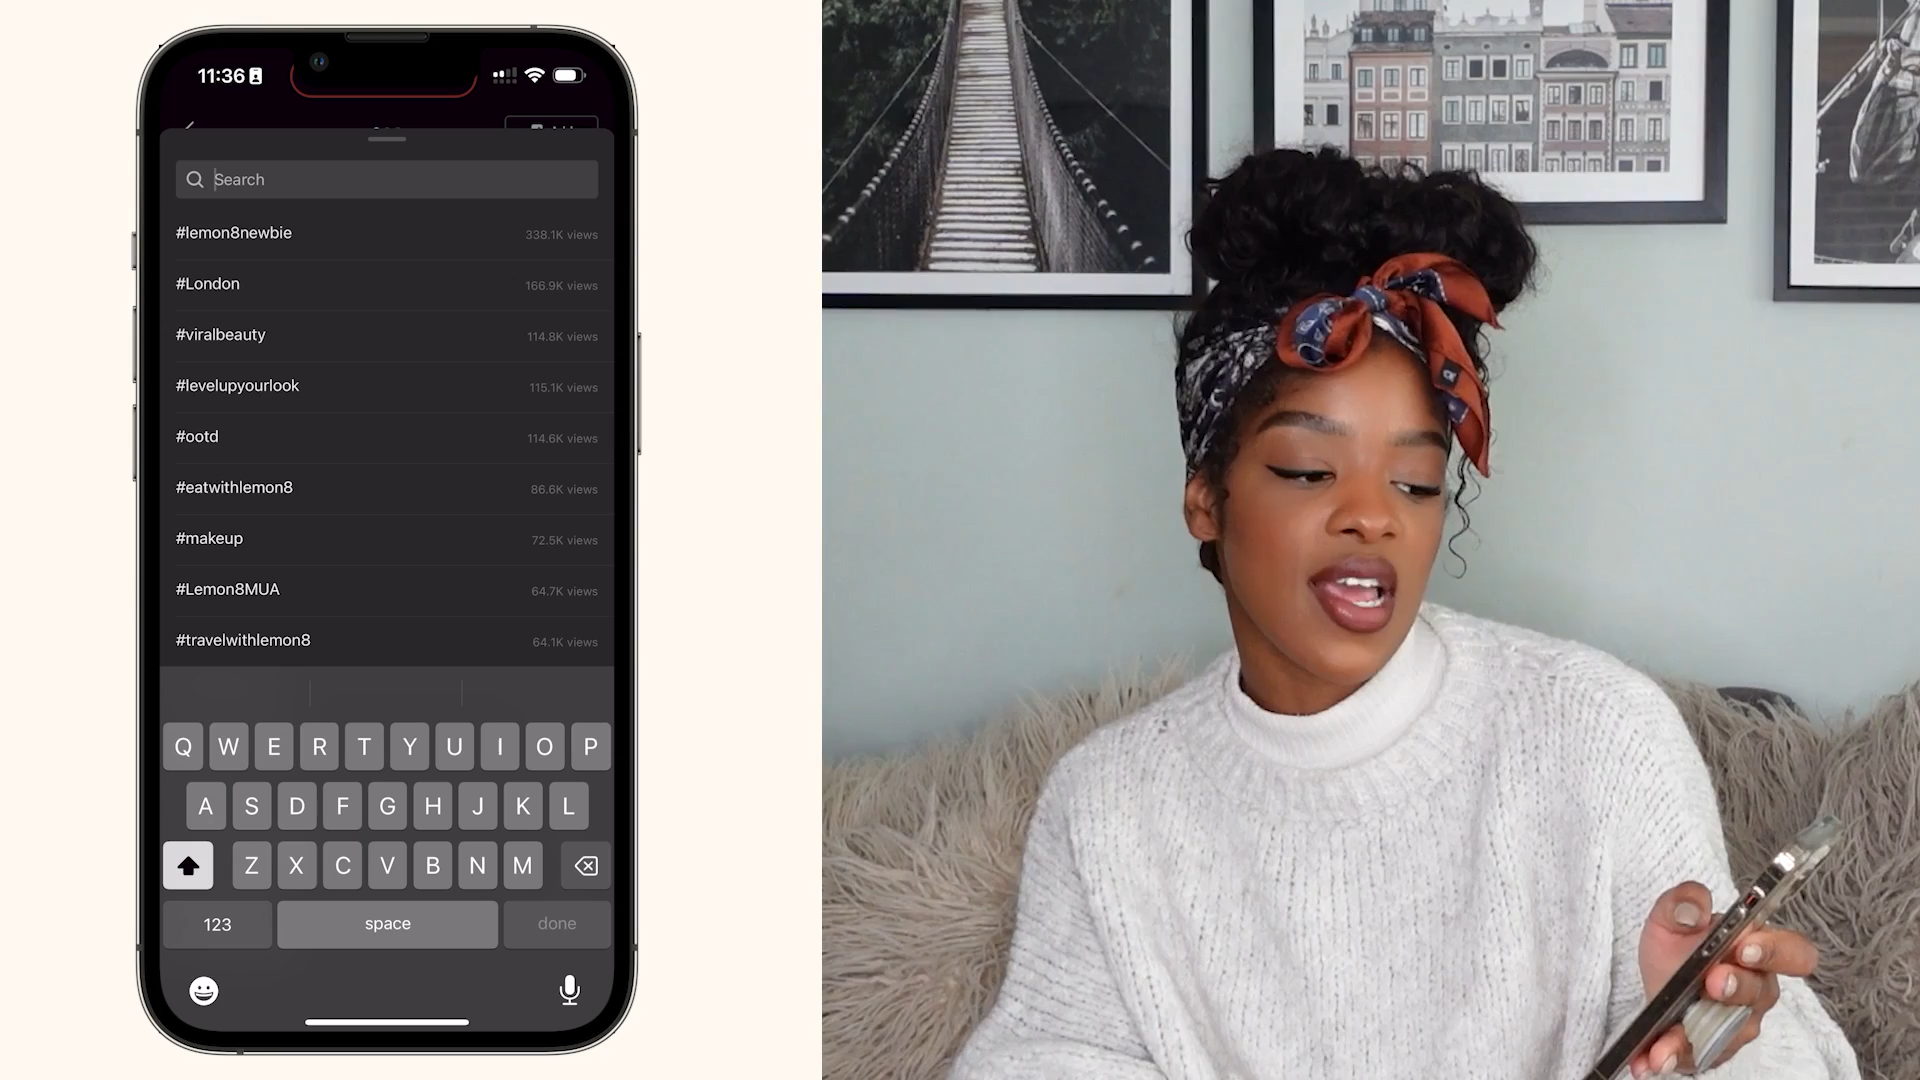 11:36
Search
#lemon8newbie 338.1K views
#London 166.9K views
#viralbeauty 114.8K views
#levelupyourlook 115.1K views
#ootd 114.6K views
#eatwithlemon8 86.6K views
#makeup 72.5K views
#Lemon8MUA 64.7K views
#travelwithlemon8 64.1K views
Q W E R T Y U I O P
A S D F G H J K L
Z X C V B N M
123 space done